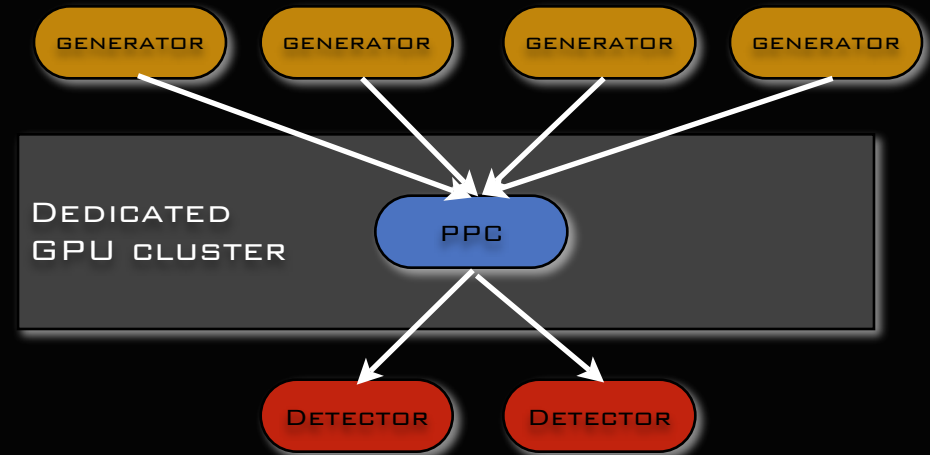 GENERATOR GENERATOR GENERATOR GENERATOR
DEDICATED
GPU CLUSTER
PPC
DETECTOR DETECTOR